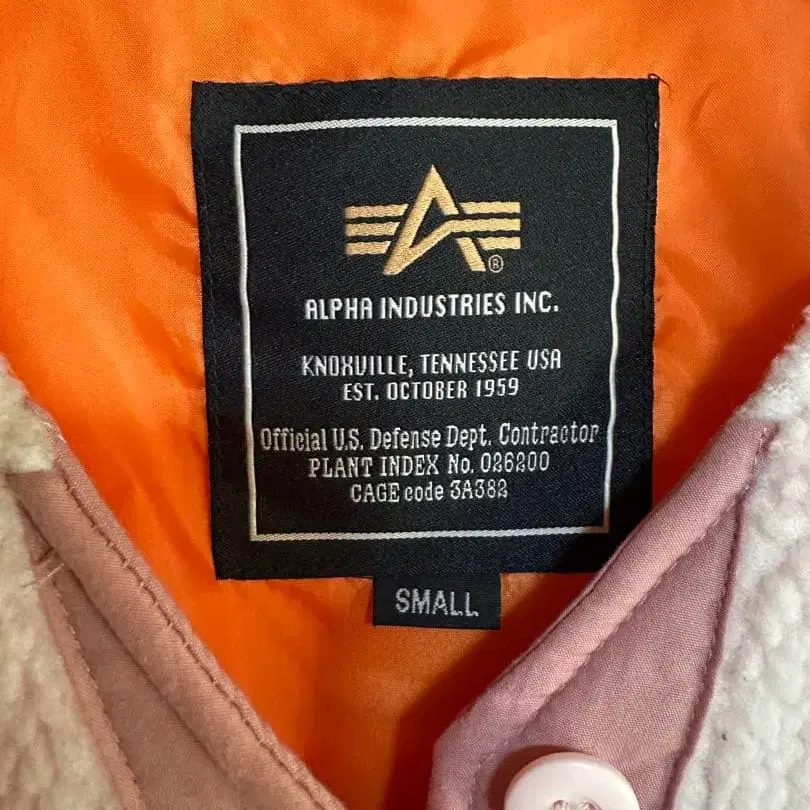 ®
ALPHA INDUSTRIES INC.
KNOXVILLE, TENNESSEE USA
EST. OCTOBER 1959
Official U.S. Defense Dept. Contractor
PLANT INDEX No. 026200
CAGE code 3A382
SMALL